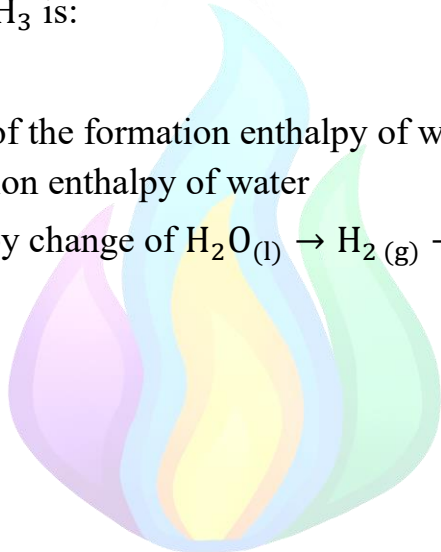 H₃ is:
of the formation enthalpy of w
on enthalpy of water
y change of H₂O₍ₗ₎ → H₂ ₍g₎